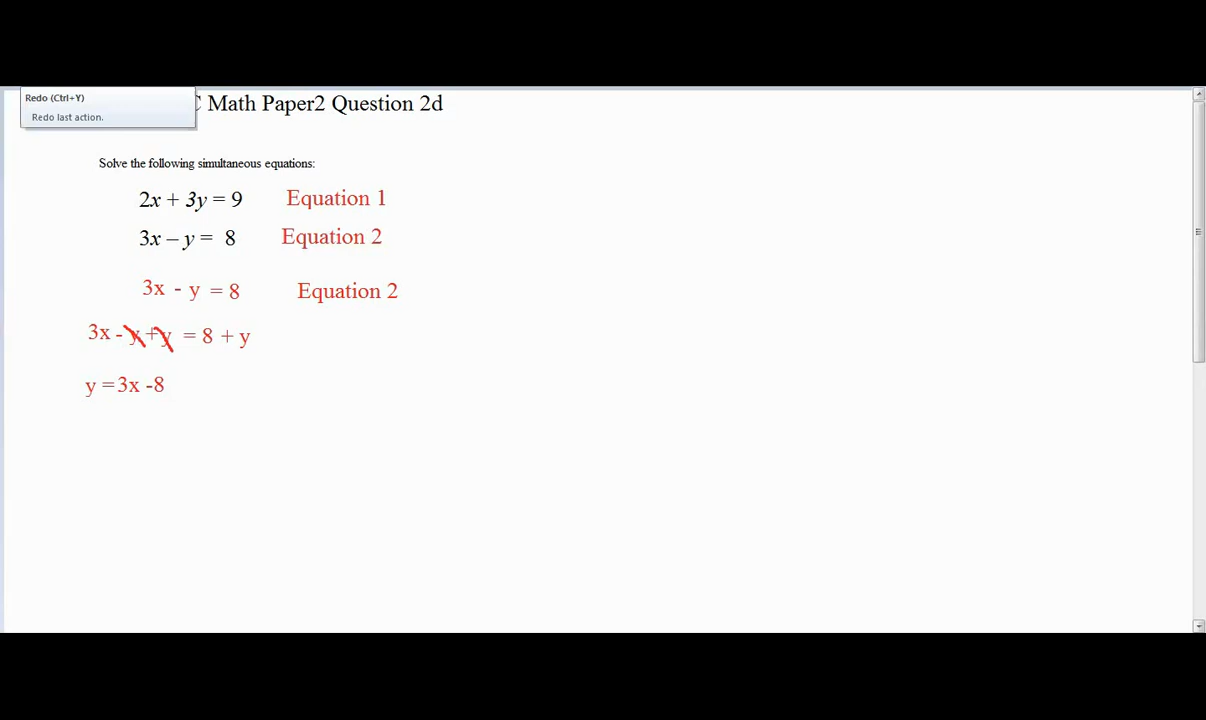 Redo (Ctrl+Y)
Redo last action.
C Math Paper2 Question 2d
Solve the following simultaneous equations:
2x + 3y = 9 Equation 1
3x – y = 8 Equation 2
3x - y = 8 Equation 2
3x - y + y = 8 + y
y = 3x -8